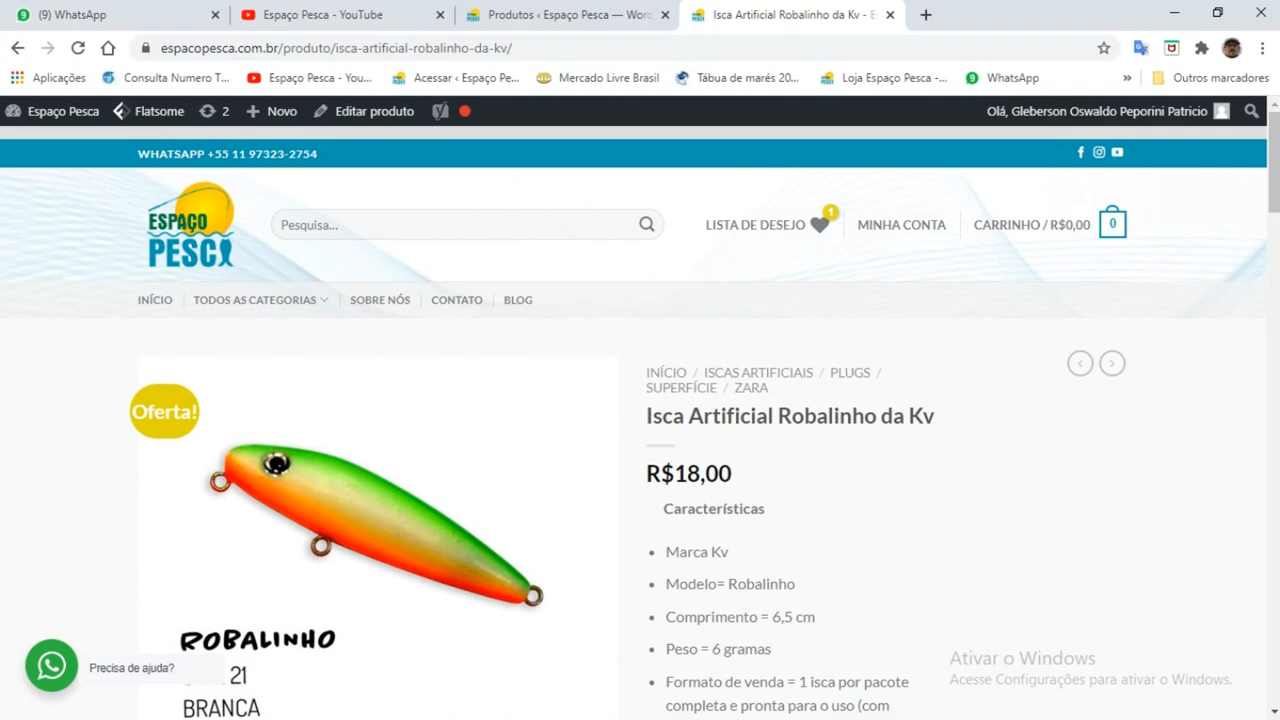 (9) WhatsApp
Espaço Pesca - YouTube
Produtos ‹ Espaço Pesca — Word
Isca Artificial Robalinho da Kv - E
espacopesca.com.br/produto/isca-artificial-robalinho-da-kv/
Aplicações
Consulta Numero T...
Espaço Pesca - You...
Acessar ‹ Espaço Pe...
Mercado Livre Brasil
Tábua de marés 20...
Loja Espaço Pesca -...
WhatsApp
»
Outros marcadores
Espaço Pesca
Flatsome
2
Novo
Editar produto
Olá, Gleberson Oswaldo Peporini Patricio
WHATSAPP +55 11 97323-2754
ESPAÇO
PESCA
Pesquisa...
LISTA DE DESEJO
1
MINHA CONTA
CARRINHO / R$0,00
0
INÍCIO
TODOS AS CATEGORIAS
SOBRE NÓS
CONTATO
BLOG
Oferta!
ROBALINHO
21
BRANCA
INÍCIO / ISCAS ARTIFICIAIS / PLUGS /
SUPERFÍCIE / ZARA
Isca Artificial Robalinho da Kv
R$18,00
Características
• Marca Kv
• Modelo= Robalinho
• Comprimento = 6,5 cm
• Peso = 6 gramas
• Formato de venda = 1 isca por pacote
completa e pronta para o uso (com
Precisa de ajuda?
Ativar o Windows
Acesse Configurações para ativar o Windows.